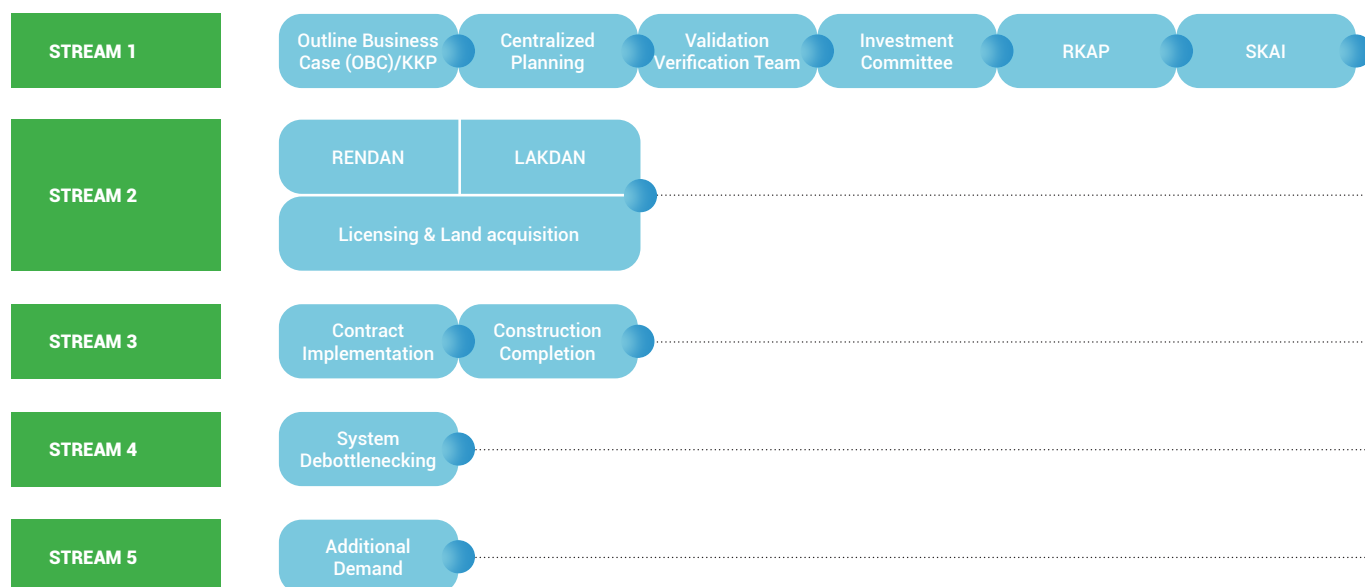 STREAM 1
Outline Business
Case (OBC)/KKP
Centralized
Planning
Validation
Verification Team
Investment
Committee
RKAP
SKAI
STREAM 2
RENDAN
LAKDAN
Licensing & Land acquisition
STREAM 3
Contract
Implementation
Construction
Completion
STREAM 4
System
Debottlenecking
STREAM 5
Additional
Demand